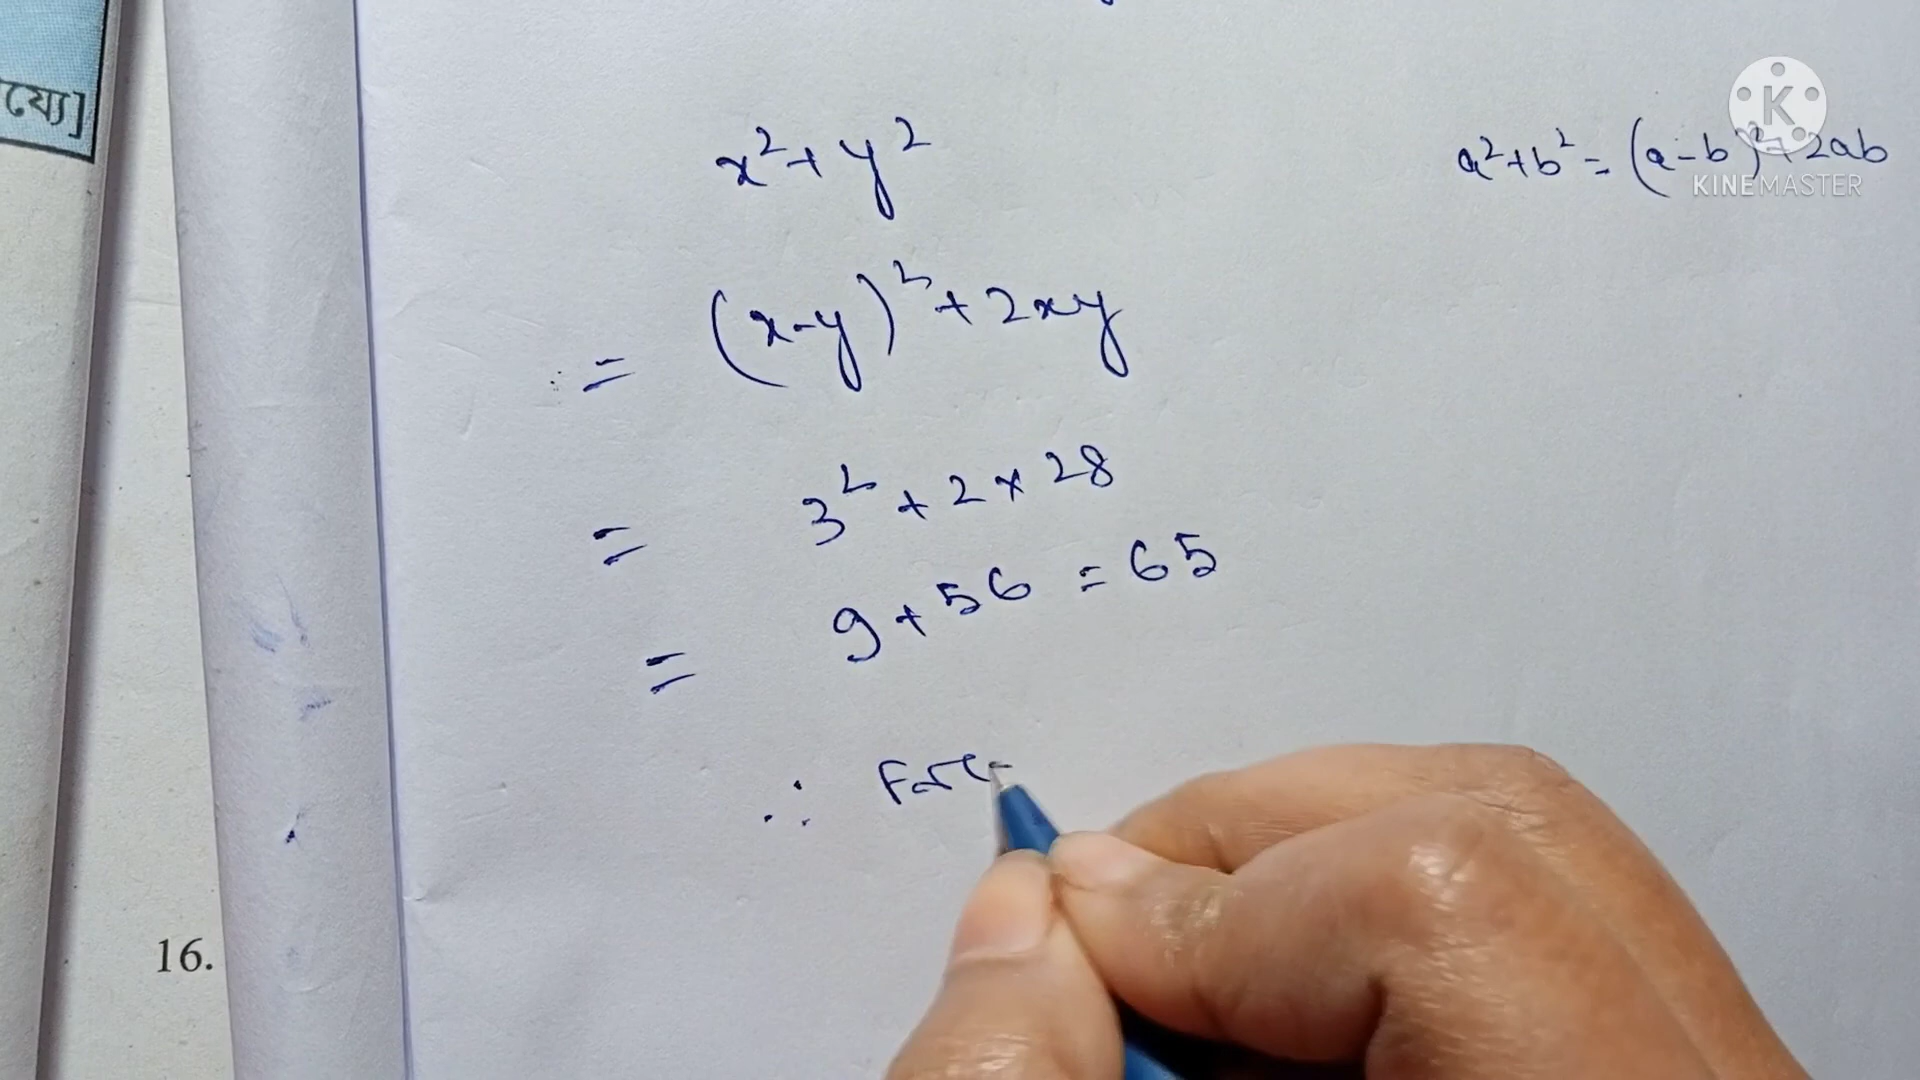 য্যে]
x²+y²
a²+b² = (a-b)²+2ab
K
KINEMASTER
= (x-y)²+2xy
= 3²+2×28
= 9+56 = 65
∴
16.